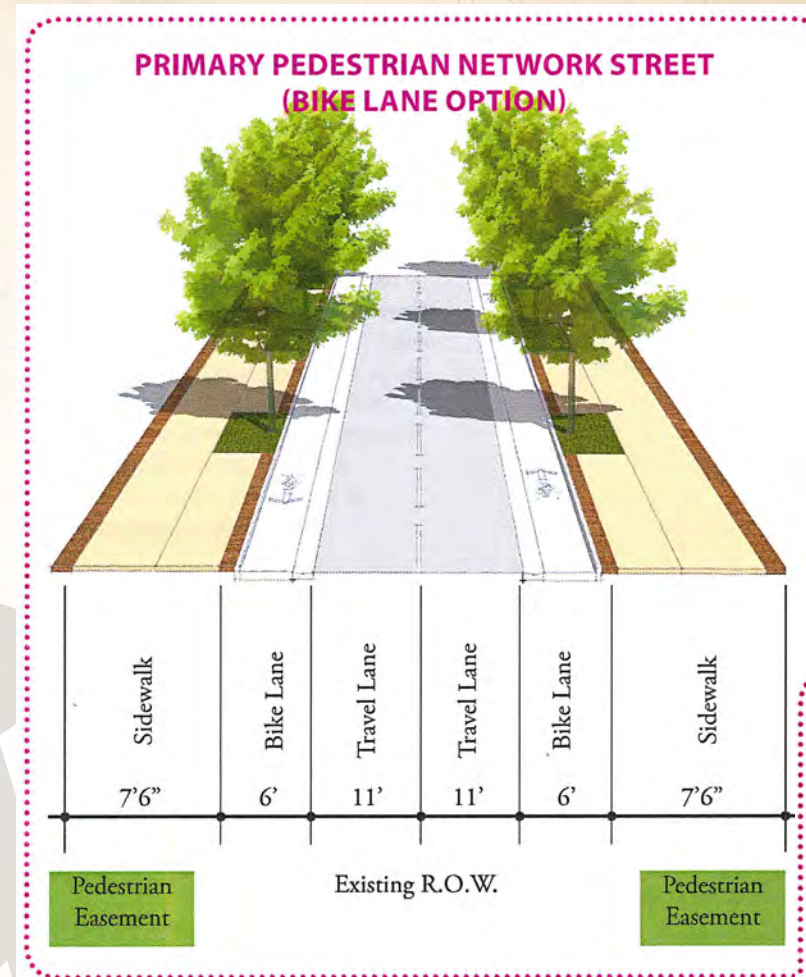 PRIMARY PEDESTRIAN NETWORK STREET
(BIKE LANE OPTION)
Sidewalk
Bike Lane
Travel Lane
Travel Lane
Bike Lane
Sidewalk
7’6” 6’ 11’ 11’ 6’ 7’6”
Existing R.O.W.
Pedestrian
Easement
Pedestrian
Easement